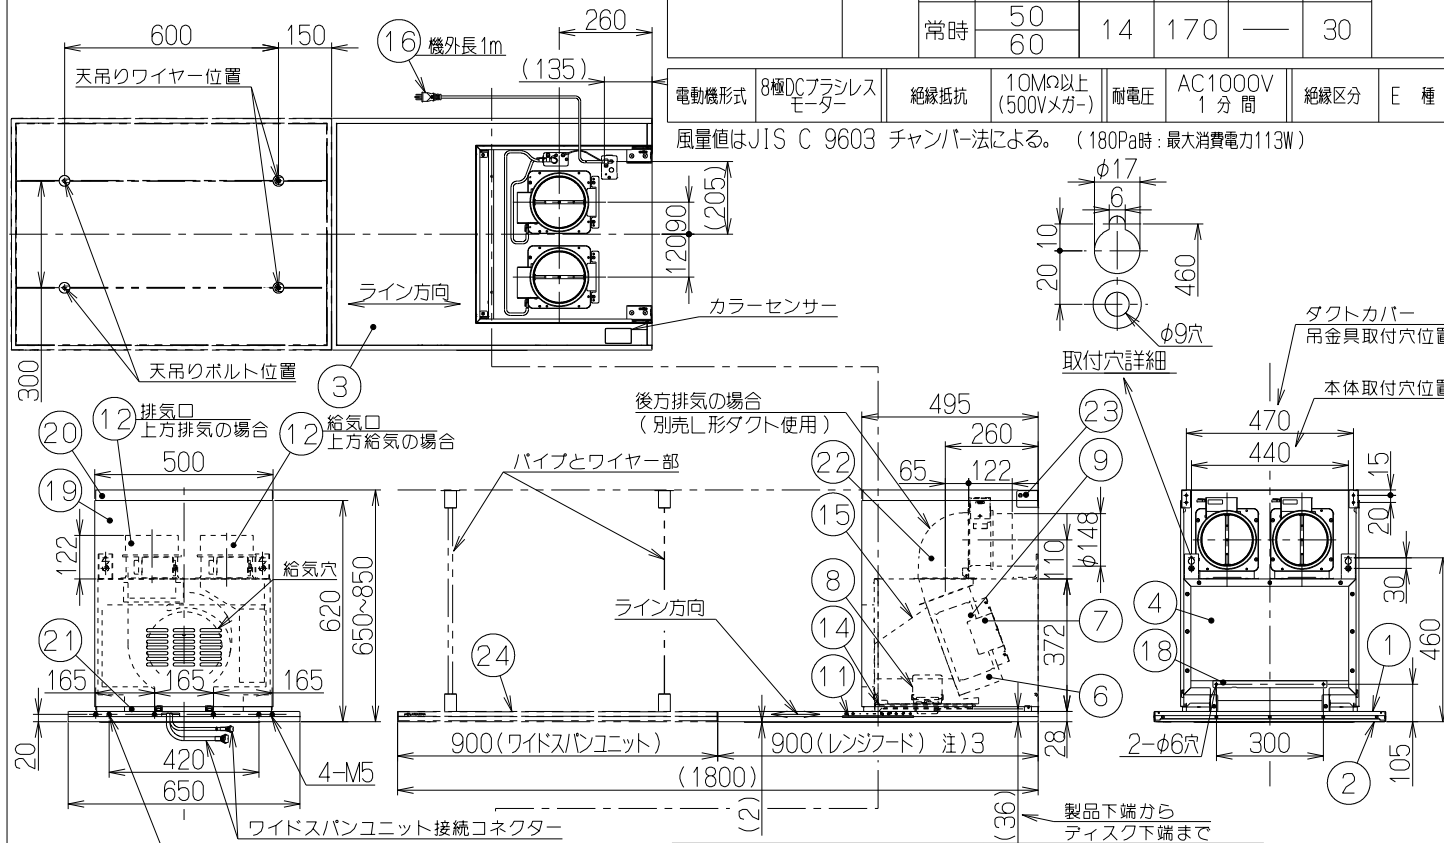 常時
50
60
14
170
—
30
電動機形式
8極DCブラシレス
モーター
絶縁抵抗
10MΩ以上
(500Vメガー)
耐電圧
AC1000V
1分間
絶縁区分
E 種
風量値はJIS C 9603 チャンバー法による。 (180Pa時:最大消費電力113W)
600
150
260
16
機外長1m
(135)
天吊りワイヤー位置
(205)
90
120
300
ライン方向
カラーセンサー
天吊りボルト位置
3
φ17
6
10
20
460
φ9穴
取付穴詳細
ダクトカバー
吊金具取付穴位置
本体取付穴位置
20
12
排気口
上方排気の場合
12
給気口
上方給気の場合
500
19
122
給気穴
620
650~850
21
165
165
165
20
420
650
4-M5
ワイドスパンユニット接続コネクター
パイプとワイヤー部
後方排気の場合
(別売L形ダクト使用)
495
260
65
122
23
9
22
15
8
14
11
110
φ148
7
372
6
ライン方向
24
900(ワイドスパンユニット)
900(レンジフード) 注)3
28
(1800)
(2)
(36)
製品下端から
ディスク下端まで
470
440
15
20
30
4
18
1
460
2-φ6穴
300
105
2